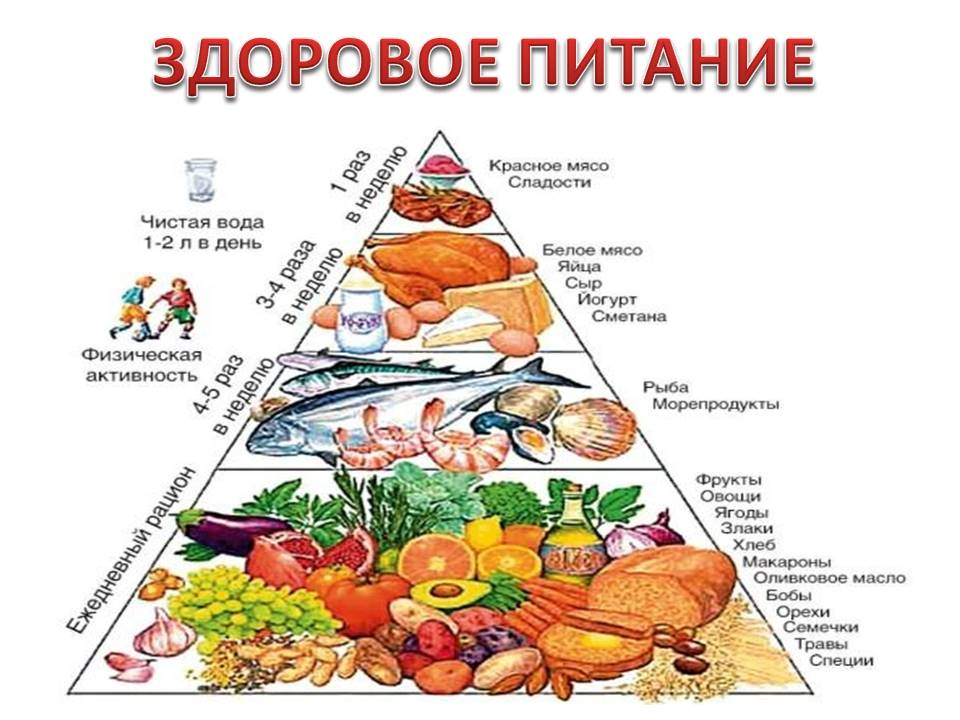 ЗДОРОВОЕ ПИТАНИЕ
1 раз
в неделю
Красное мясо
Сладости
Чистая вода
1-2 л в день
3-4 раза
в неделю
Белое мясо
Яйца
Сыр
Йогурт
Сметана
Физическая
активность
4-5 раз
в неделю
Рыба
Морепродукты
Ежедневный рацион
Фрукты
Овощи
Ягоды
Злаки
Хлеб
Макароны
Оливковое масло
Бобы
Орехи
Семечки
Травы
Специи